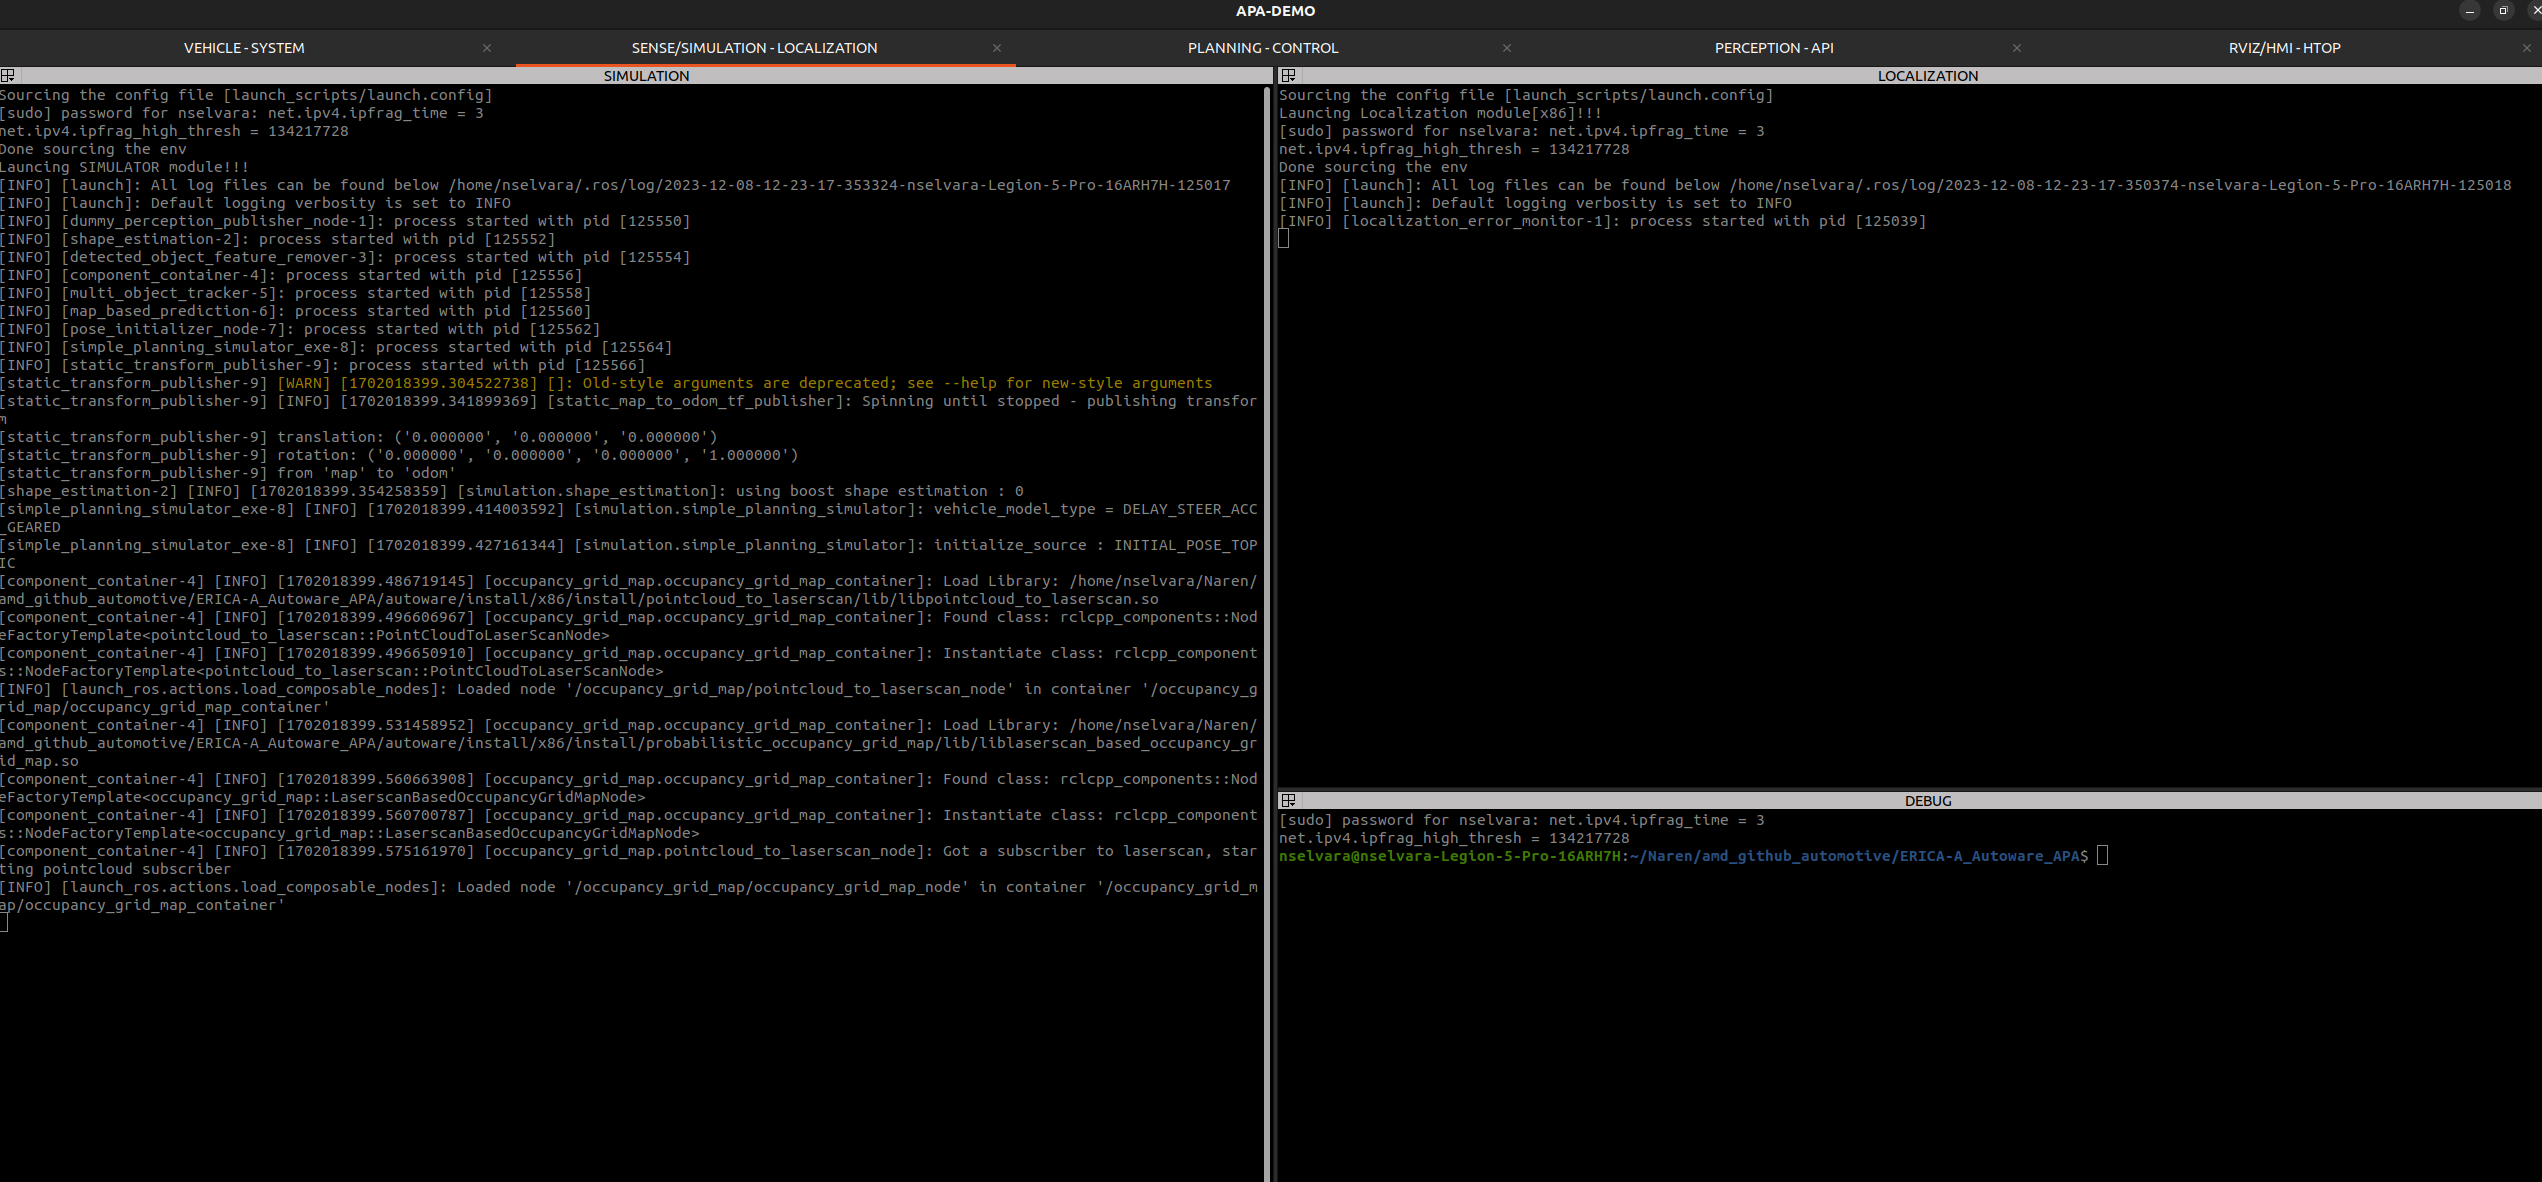 APA-DEMO
VEHICLE - SYSTEM
SENSE/SIMULATION - LOCALIZATION
PLANNING - CONTROL
PERCEPTION - API
RVIZ/HMI - HTOP
SIMULATION
Sourcing the config file [launch_scripts/launch.config]
[sudo] password for nselvara: net.ipv4.ipfrag_time = 3
net.ipv4.ipfrag_high_thresh = 134217728
Done sourcing the env
Launcing SIMULATOR module!!!
[INFO] [launch]: All log files can be found below /home/nselvara/.ros/log/2023-12-08-12-23-17-353324-nselvara-Legion-5-Pro-16ARH7H-125017
[INFO] [launch]: Default logging verbosity is set to INFO
[INFO] [dummy_perception_publisher_node-1]: process started with pid [125550]
[INFO] [shape_estimation-2]: process started with pid [125552]
[INFO] [detected_object_feature_remover-3]: process started with pid [125554]
[INFO] [component_container-4]: process started with pid [125556]
[INFO] [multi_object_tracker-5]: process started with pid [125558]
[INFO] [map_based_prediction-6]: process started with pid [125560]
[INFO] [pose_initializer_node-7]: process started with pid [125562]
[INFO] [simple_planning_simulator_exe-8]: process started with pid [125564]
[INFO] [static_transform_publisher-9]: process started with pid [125566]
[static_transform_publisher-9] [WARN] [1702018399.304522738] []: Old-style arguments are deprecated; see --help for new-style arguments
[static_transform_publisher-9] [INFO] [1702018399.341899369] [static_map_to_odom_tf_publisher]: Spinning until stopped - publishing transfor
m
[static_transform_publisher-9] translation: ('0.000000', '0.000000', '0.000000')
[static_transform_publisher-9] rotation: ('0.000000', '0.000000', '0.000000', '1.000000')
[static_transform_publisher-9] from 'map' to 'odom'
[shape_estimation-2] [INFO] [1702018399.354258359] [simulation.shape_estimation]: using boost shape estimation : 0
[simple_planning_simulator_exe-8] [INFO] [1702018399.414003592] [simulation.simple_planning_simulator]: vehicle_model_type = DELAY_STEER_ACC
_GEARED
[simple_planning_simulator_exe-8] [INFO] [1702018399.427161344] [simulation.simple_planning_simulator]: initialize_source : INITIAL_POSE_TOP
IC
[component_container-4] [INFO] [1702018399.486719145] [occupancy_grid_map.occupancy_grid_map_container]: Load Library: /home/nselvara/Naren/
amd_github_automotive/ERICA-A_Autoware_APA/autoware/install/x86/install/pointcloud_to_laserscan/lib/libpointcloud_to_laserscan.so
[component_container-4] [INFO] [1702018399.496606967] [occupancy_grid_map.occupancy_grid_map_container]: Found class: rclcpp_components::Nod
eFactoryTemplate<pointcloud_to_laserscan::PointCloudToLaserScanNode>
[component_container-4] [INFO] [1702018399.496650910] [occupancy_grid_map.occupancy_grid_map_container]: Instantiate class: rclcpp_component
s::NodeFactoryTemplate<pointcloud_to_laserscan::PointCloudToLaserScanNode>
[INFO] [launch_ros.actions.load_composable_nodes]: Loaded node '/occupancy_grid_map/pointcloud_to_laserscan_node' in container '/occupancy_g
rid_map/occupancy_grid_map_container'
[component_container-4] [INFO] [1702018399.531458952] [occupancy_grid_map.occupancy_grid_map_container]: Load Library: /home/nselvara/Naren/
amd_github_automotive/ERICA-A_Autoware_APA/autoware/install/x86/install/probabilistic_occupancy_grid_map/lib/liblaserscan_based_occupancy_gr
id_map.so
[component_container-4] [INFO] [1702018399.560663908] [occupancy_grid_map.occupancy_grid_map_container]: Found class: rclcpp_components::Nod
eFactoryTemplate<occupancy_grid_map::LaserscanBasedOccupancyGridMapNode>
[component_container-4] [INFO] [1702018399.560700787] [occupancy_grid_map.occupancy_grid_map_container]: Instantiate class: rclcpp_component
s::NodeFactoryTemplate<occupancy_grid_map::LaserscanBasedOccupancyGridMapNode>
[component_container-4] [INFO] [1702018399.575161970] [occupancy_grid_map.pointcloud_to_laserscan_node]: Got a subscriber to laserscan, star
ting pointcloud subscriber
[INFO] [launch_ros.actions.load_composable_nodes]: Loaded node '/occupancy_grid_map/occupancy_grid_map_node' in container '/occupancy_grid_m
ap/occupancy_grid_map_container'
LOCALIZATION
Sourcing the config file [launch_scripts/launch.config]
Launcing Localization module[x86]!!!
[sudo] password for nselvara: net.ipv4.ipfrag_time = 3
net.ipv4.ipfrag_high_thresh = 134217728
Done sourcing the env
[INFO] [launch]: All log files can be found below /home/nselvara/.ros/log/2023-12-08-12-23-17-350374-nselvara-Legion-5-Pro-16ARH7H-125018
[INFO] [launch]: Default logging verbosity is set to INFO
[INFO] [localization_error_monitor-1]: process started with pid [125039]
DEBUG
[sudo] password for nselvara: net.ipv4.ipfrag_time = 3
net.ipv4.ipfrag_high_thresh = 134217728
nselvara@nselvara-Legion-5-Pro-16ARH7H:~/Naren/amd_github_automotive/ERICA-A_Autoware_APA$